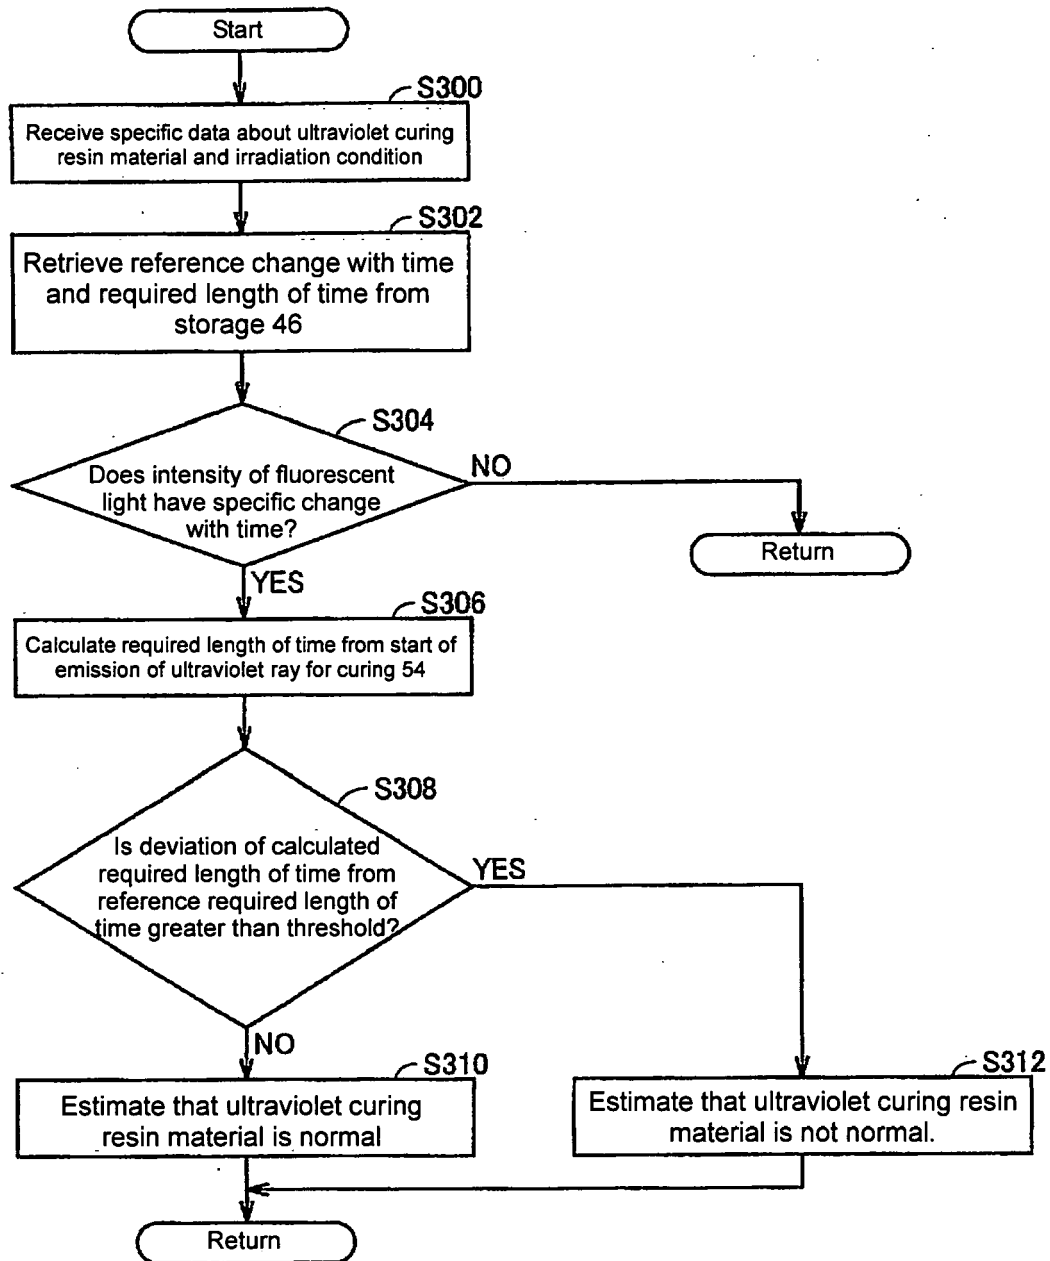 Start
S300
Receive specific data about ultraviolet curing
resin material and irradiation condition
S302
Retrieve reference change with time
and required length of time from
storage 46
S304
Does intensity of fluorescent
light have specific change
with time?
NO
Return
YES
S306
Calculate required length of time from start of
emission of ultraviolet ray for curing 54
S308
Is deviation of calculated
required length of time from
reference required length of
time greater than threshold?
YES
NO
S310
Estimate that ultraviolet curing
resin material is normal
S312
Estimate that ultraviolet curing resin
material is not normal.
Return